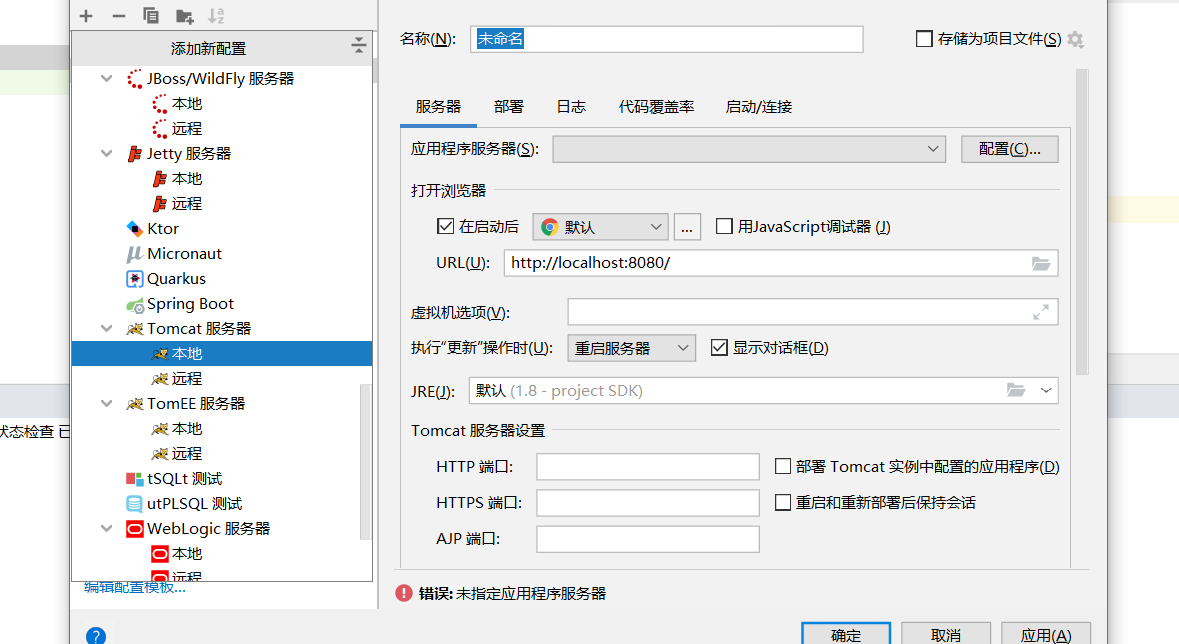 添加新配置
JBoss/WildFly 服务器
本地
远程
Jetty 服务器
本地
远程
Ktor
Micronaut
Quarkus
Spring Boot
Tomcat 服务器
本地
远程
TomEE 服务器
本地
远程
tSQLt 测试
utPLSQL 测试
WebLogic 服务器
本地
远程
编辑配置模板...
状态检查 已
名称(N):
未命名
存储为项目文件(S)
服务器 部署 日志 代码覆盖率 启动/连接
应用程序服务器(S):
配置(C)...
打开浏览器
在启动后 默认 ... 用JavaScript调试器 (J)
URL(U): http://localhost:8080/
虚拟机选项(V):
执行“更新”操作时(U): 重启服务器 显示对话框(D)
JRE(J): 默认 (1.8 - project SDK)
Tomcat 服务器设置
HTTP 端口: 部署 Tomcat 实例中配置的应用程序(D)
HTTPS 端口: 重启和重新部署后保持会话
AJP 端口:
错误: 未指定应用程序服务器
? 确定 取消 应用(A)